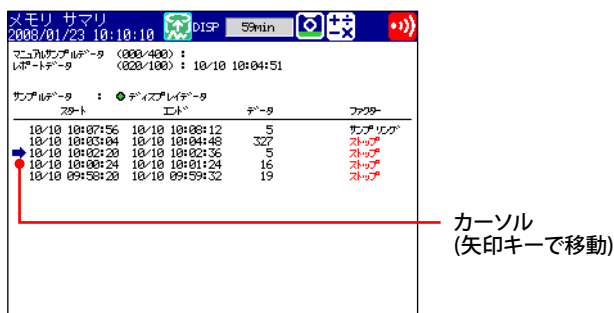 メモリ サマリ
2008/01/23 10:10:10 DISP 59min
マニュアルサンプルデータ (000/400) :
レポートデータ (020/100) : 10/10 10:04:51
サンプルデータ : ディスプレイデータ
スタート エンド データ ファクター
10/10 10:07:56 10/10 10:08:12 5 サンプリング
10/10 10:03:04 10/10 10:04:48 327 ストップ
10/10 10:02:20 10/10 10:02:36 5 ストップ
10/10 10:00:24 10/10 10:01:24 16 ストップ
10/10 09:58:20 10/10 09:59:32 19 ストップ
カーソル
(矢印キーで移動)